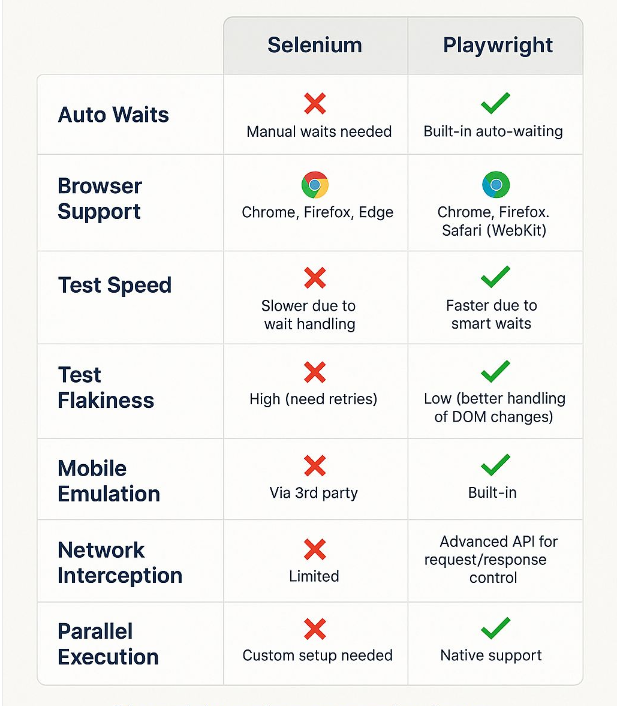 Selenium
Playwright
Auto Waits
Manual waits needed
Built-in auto-waiting
Browser
Support
Chrome, Firefox, Edge
Chrome, Firefox.
Safari (WebKit)
Test Speed
Slower due to
wait handling
Faster due to
smart waits
Test
Flakiness
High (need retries)
Low (better handling
of DOM changes)
Mobile
Emulation
Via 3rd party
Built-in
Network
Interception
Limited
Advanced API for
request/response
control
Parallel
Execution
Custom setup needed
Native support